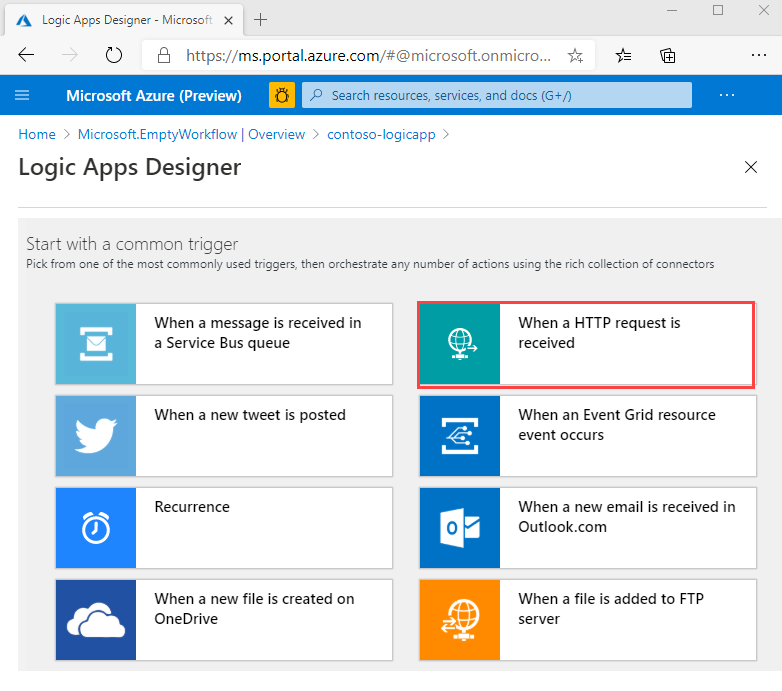 Logic Apps Designer - Microsoft
https://ms.portal.azure.com/#@microsoft.onmicro...
Microsoft Azure (Preview)
Search resources, services, and docs (G+/)
Home > Microsoft.EmptyWorkflow | Overview > contoso-logicapp >
Logic Apps Designer
Start with a common trigger
Pick from one of the most commonly used triggers, then orchestrate any number of actions using the rich collection of connectors
When a message is received in
a Service Bus queue
When a HTTP request is
received
When a new tweet is posted
When an Event Grid resource
event occurs
Recurrence
When a new email is received in
Outlook.com
When a new file is created on
OneDrive
When a file is added to FTP
server